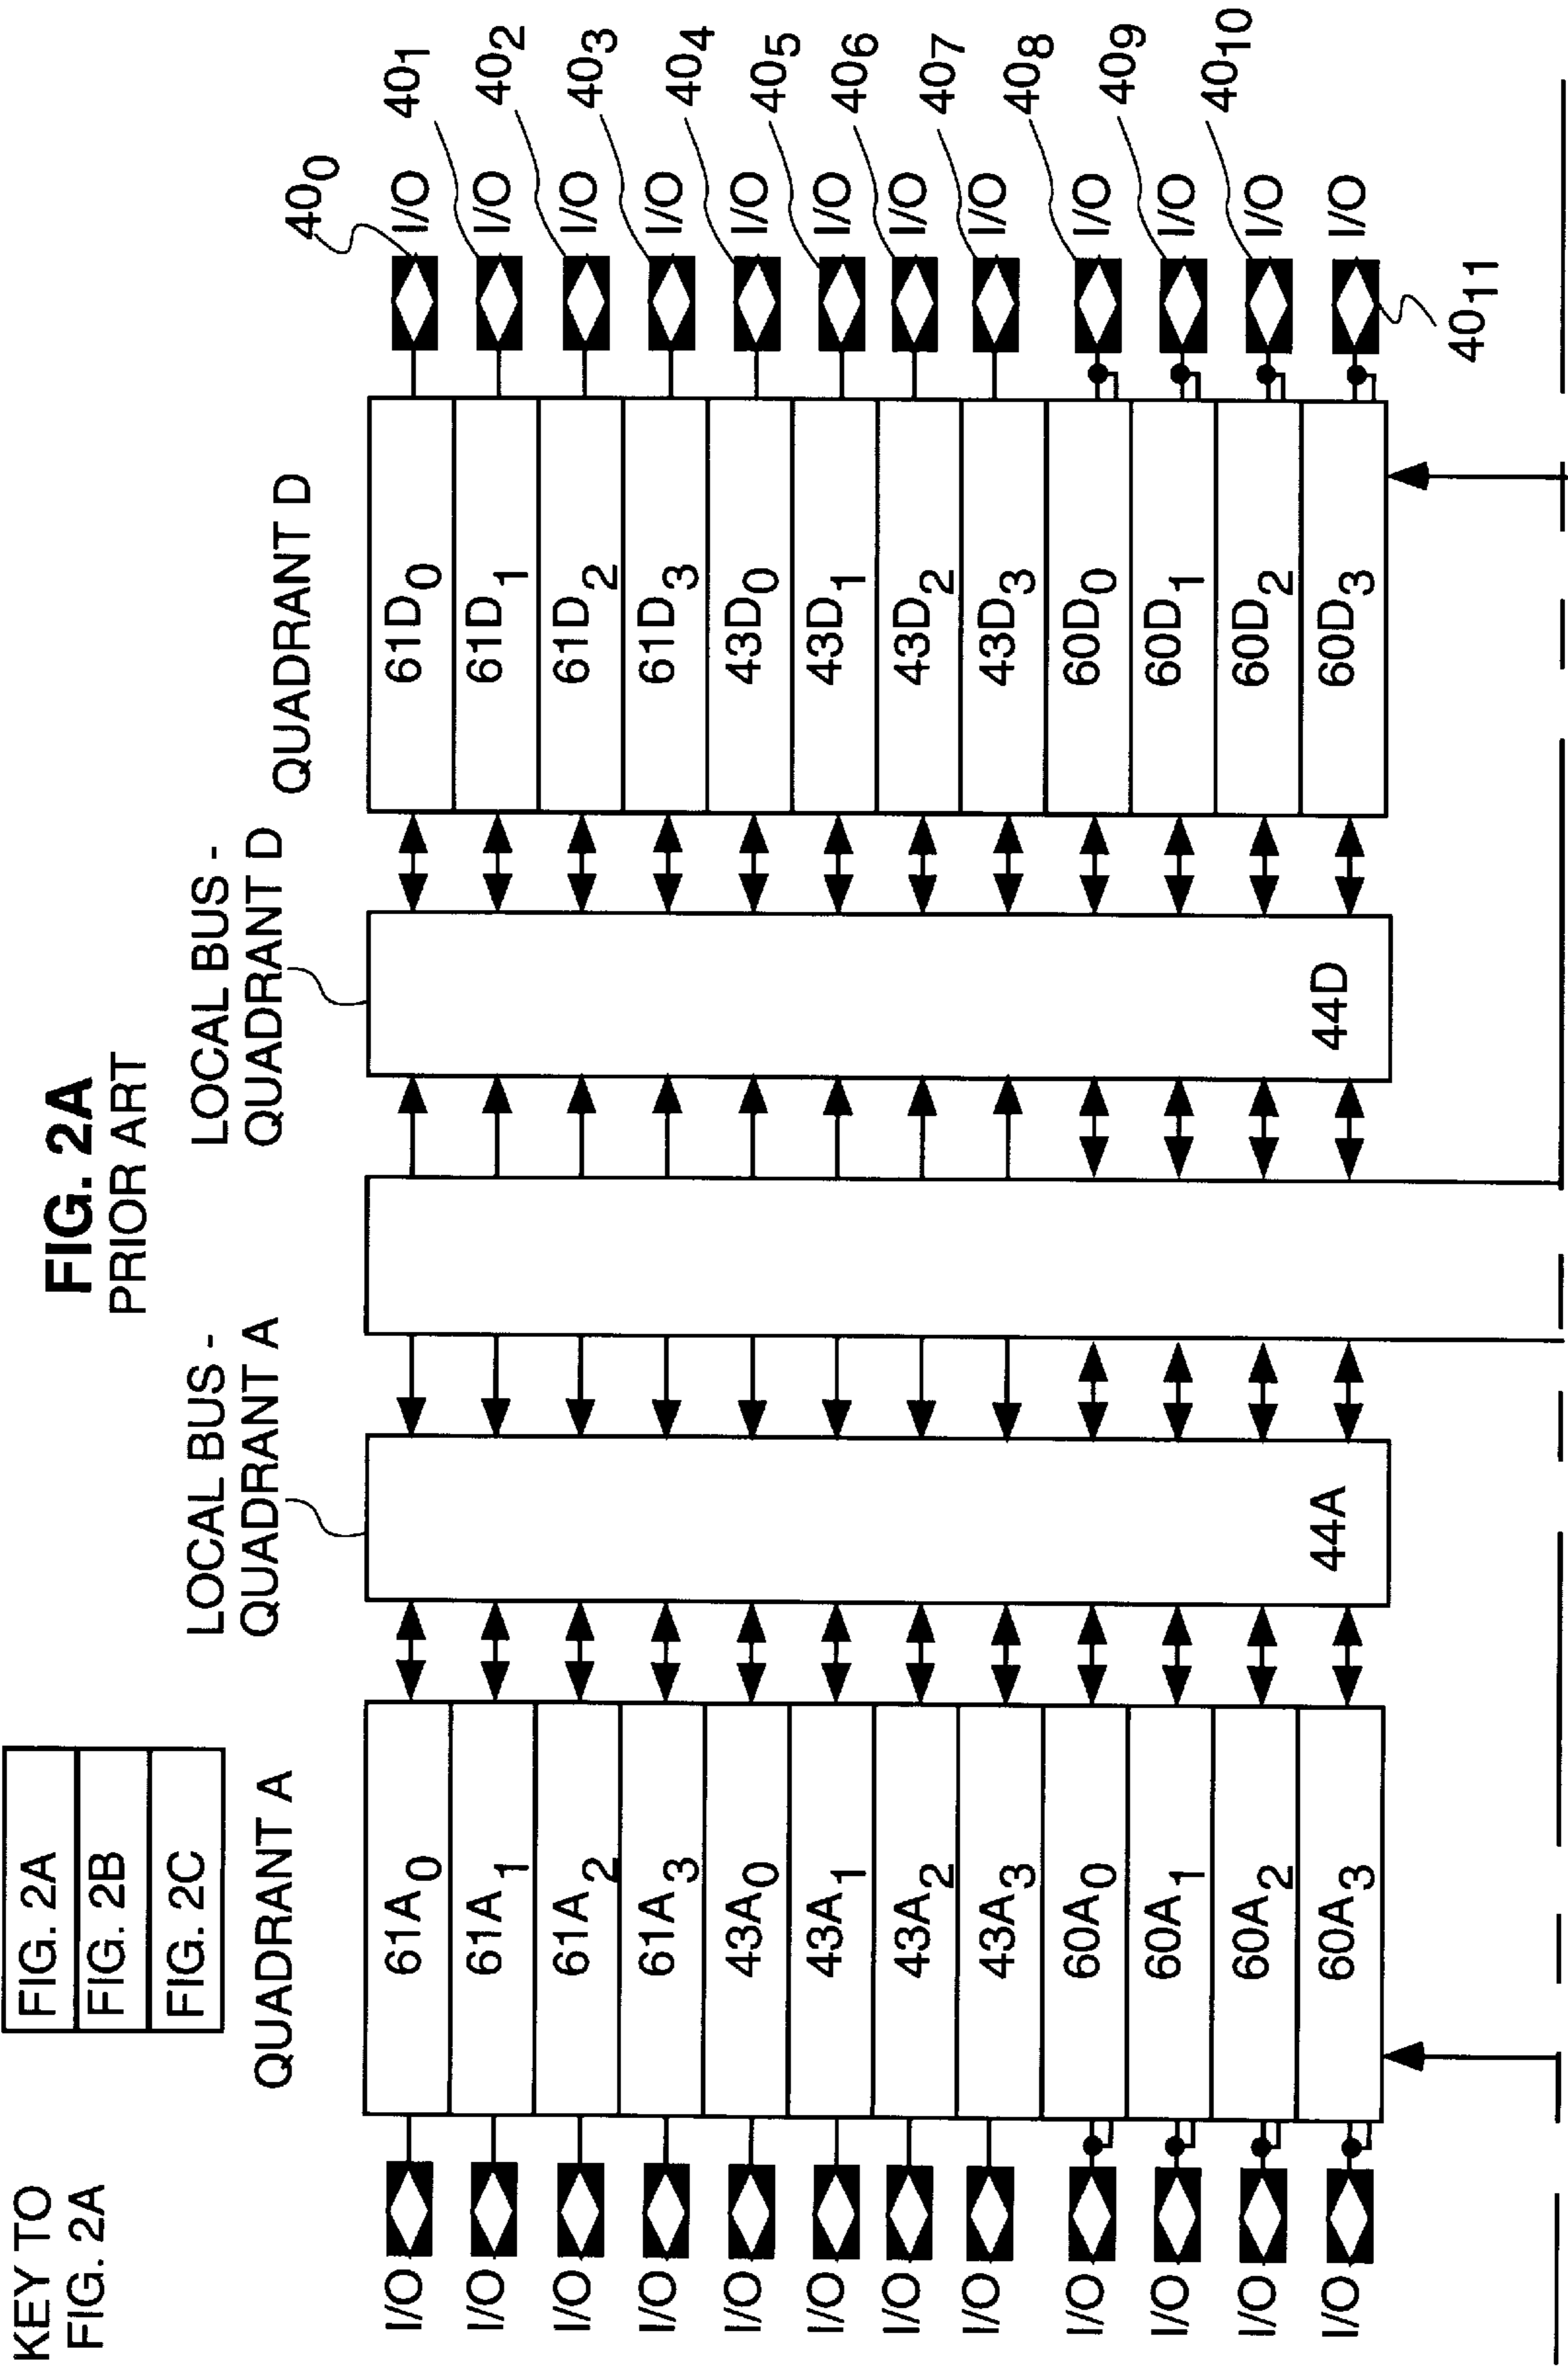 KEY TO
FIG. 2A
FIG. 2A
FIG. 2B
FIG. 2C
FIG. 2A
PRIOR ART
QUADRANT A
LOCAL BUS -
QUADRANT A
LOCAL BUS -
QUADRANT D
QUADRANT D
I/O
I/O
I/O
I/O
I/O
I/O
I/O
I/O
I/O
I/O
I/O
I/O
61A0
61A1
61A2
61A3
43A0
43A1
43A2
43A3
60A0
60A1
60A2
60A3
44A
44D
61D0
61D1
61D2
61D3
43D0
43D1
43D2
43D3
60D0
60D1
60D2
60D3
I/O
I/O
I/O
I/O
I/O
I/O
I/O
I/O
I/O
I/O
I/O
I/O
400
401
402
403
404
405
406
407
408
409
4010
4011